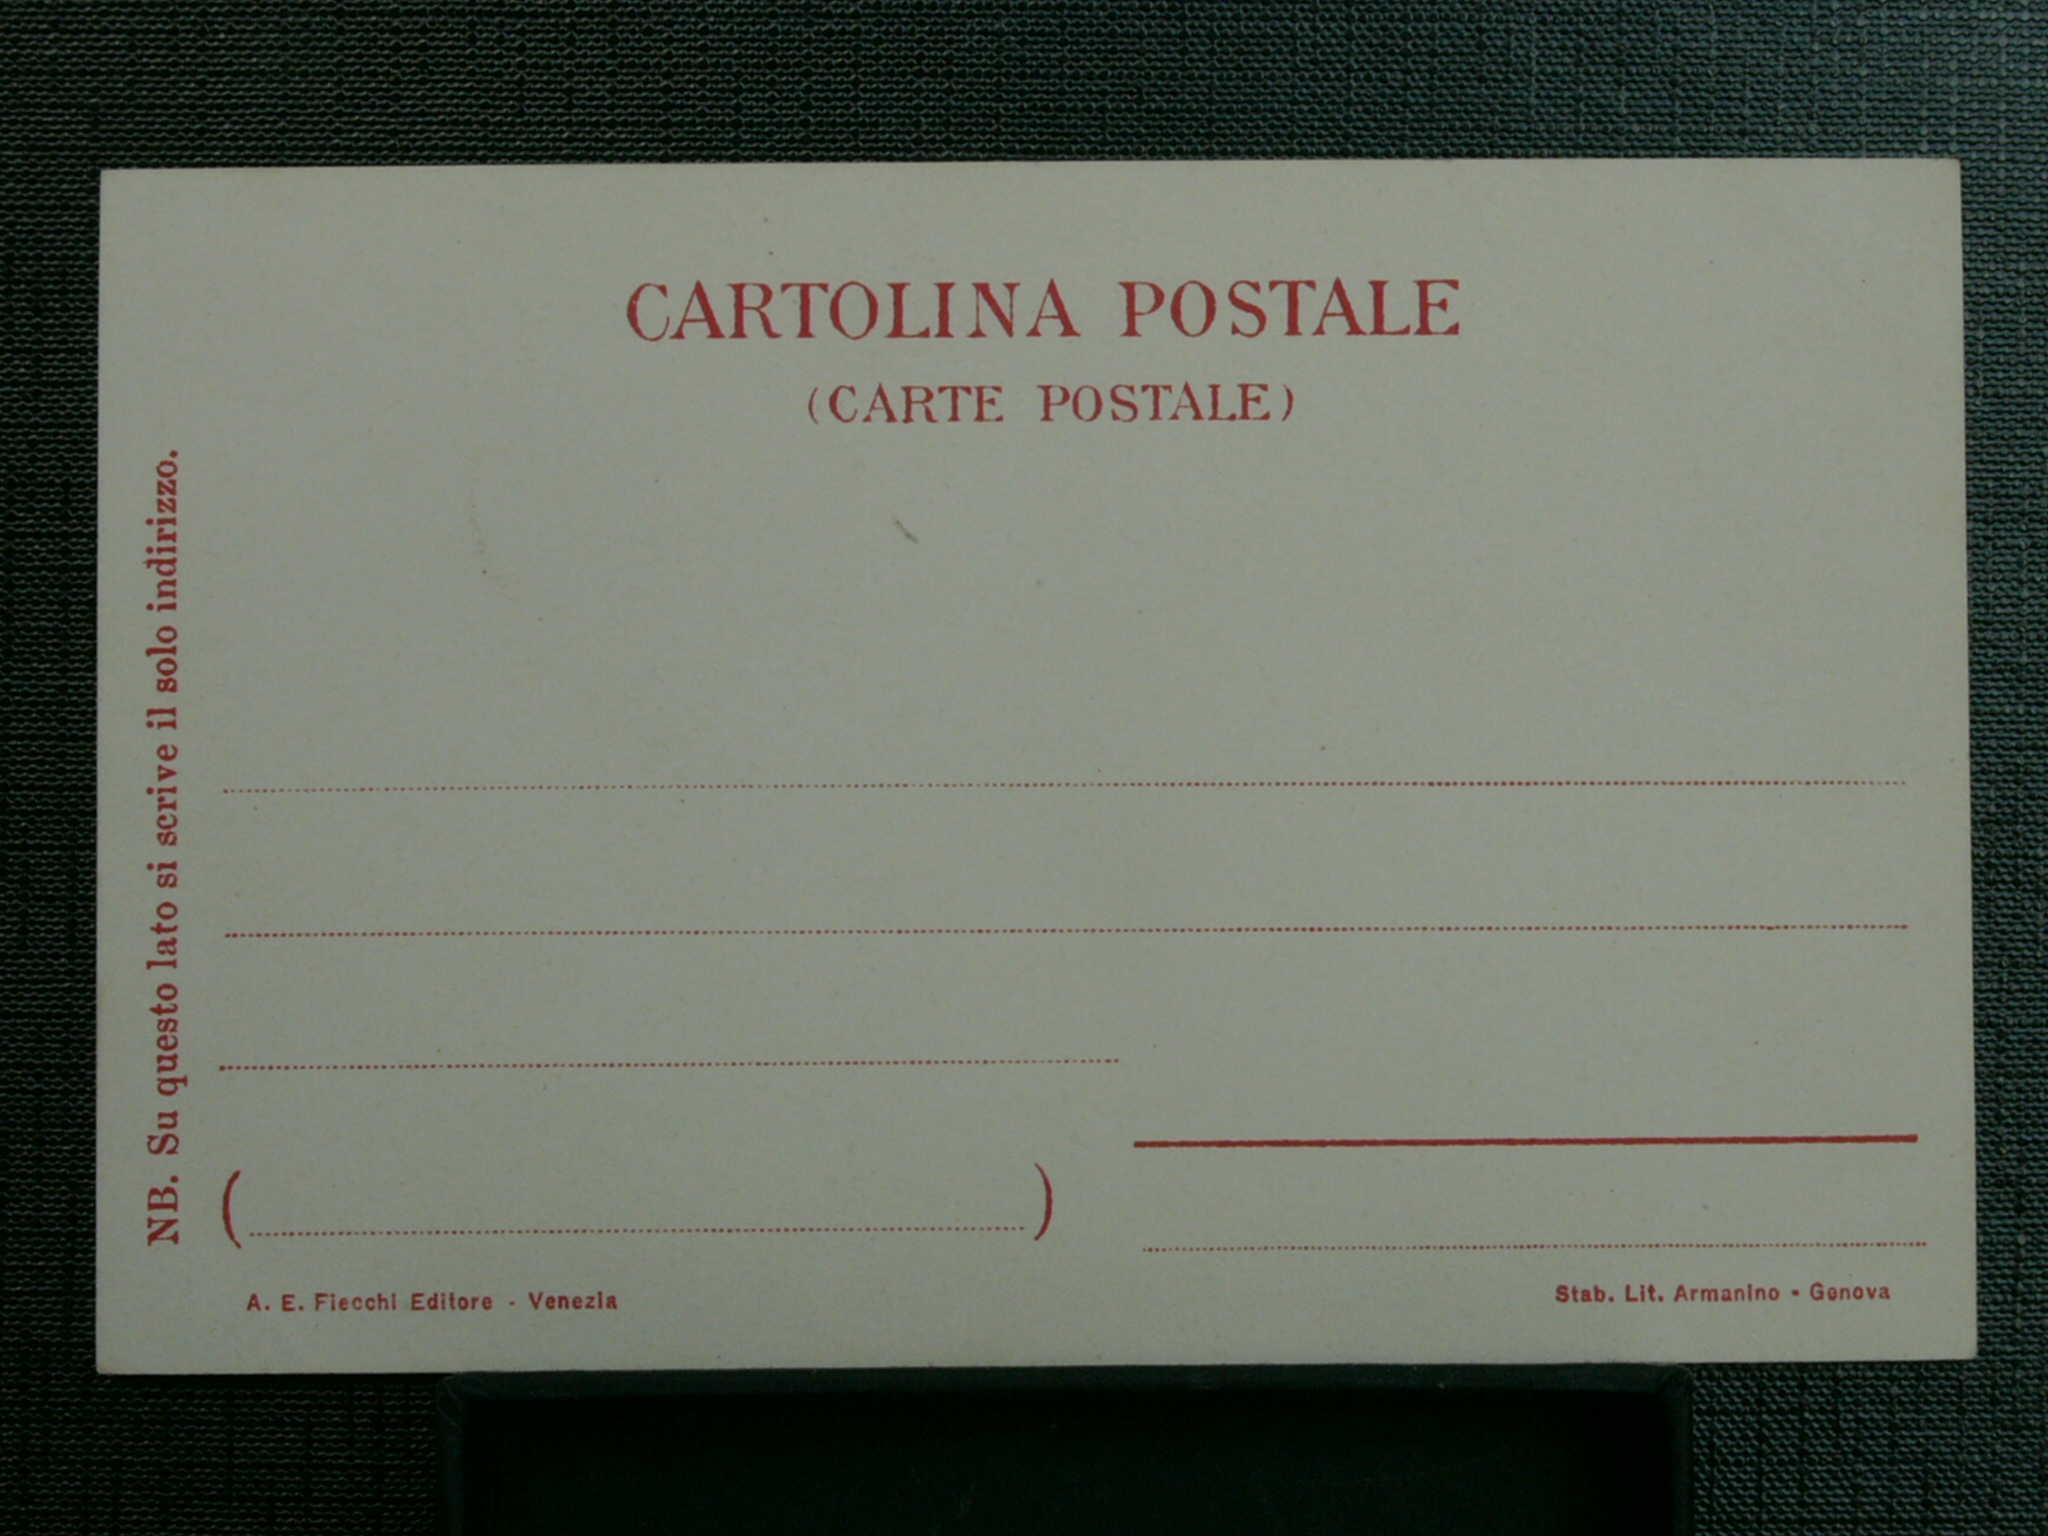 CARTOLINA POSTALE
(CARTE POSTALE)
NB. Su questo lato si scrive il solo indirizzo.
A. E. Fiecchi Editore - Venezia
Stab. Lit. Armanino - Genova